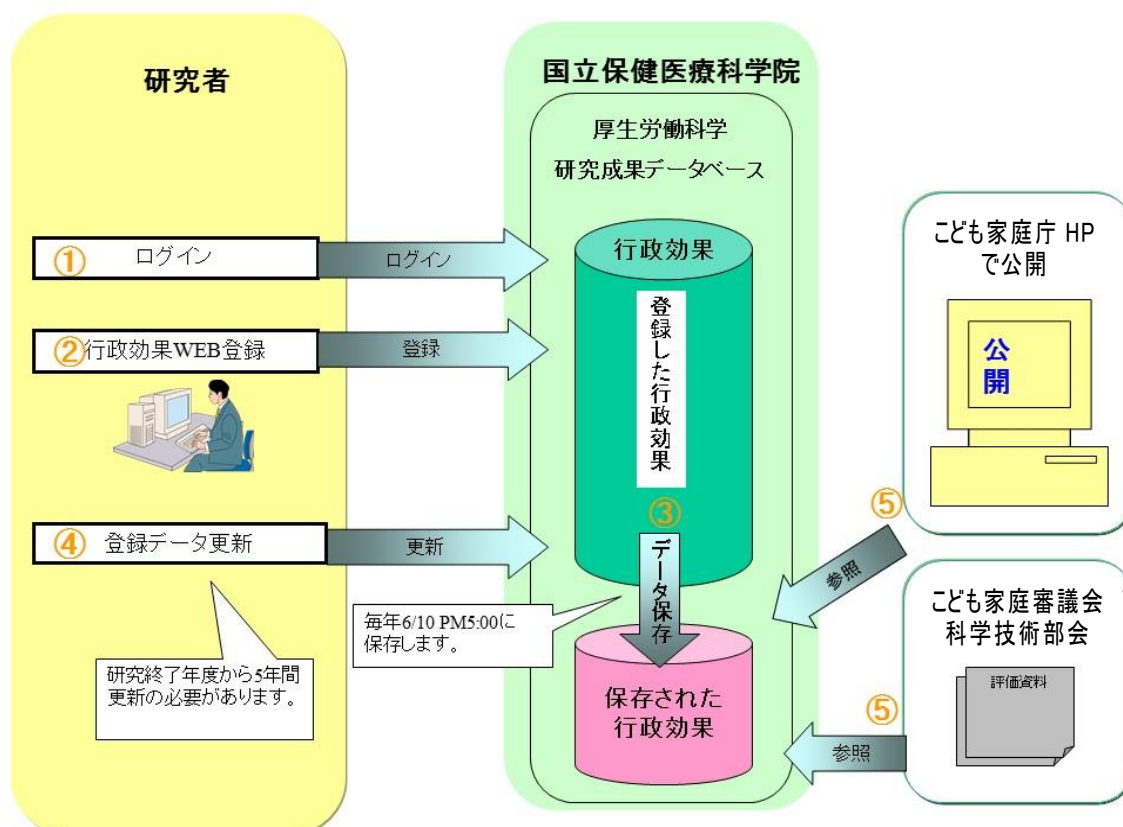 研究者
① ログイン
② 行政効果WEB登録
④ 登録データ更新
研究終了年度から5年間
更新の必要があります。
ログイン
登録
更新
毎年6/10 PM5:00に
保存します。
国立保健医療科学院
厚生労働科学
研究成果データベース
行政効果
登録した行政効果
③
データ保存
保存された
行政効果
こども家庭庁 HP
で公開
公
開
⑤
参照
こども家庭審議会
科学技術部会
評価資料
⑤
参照